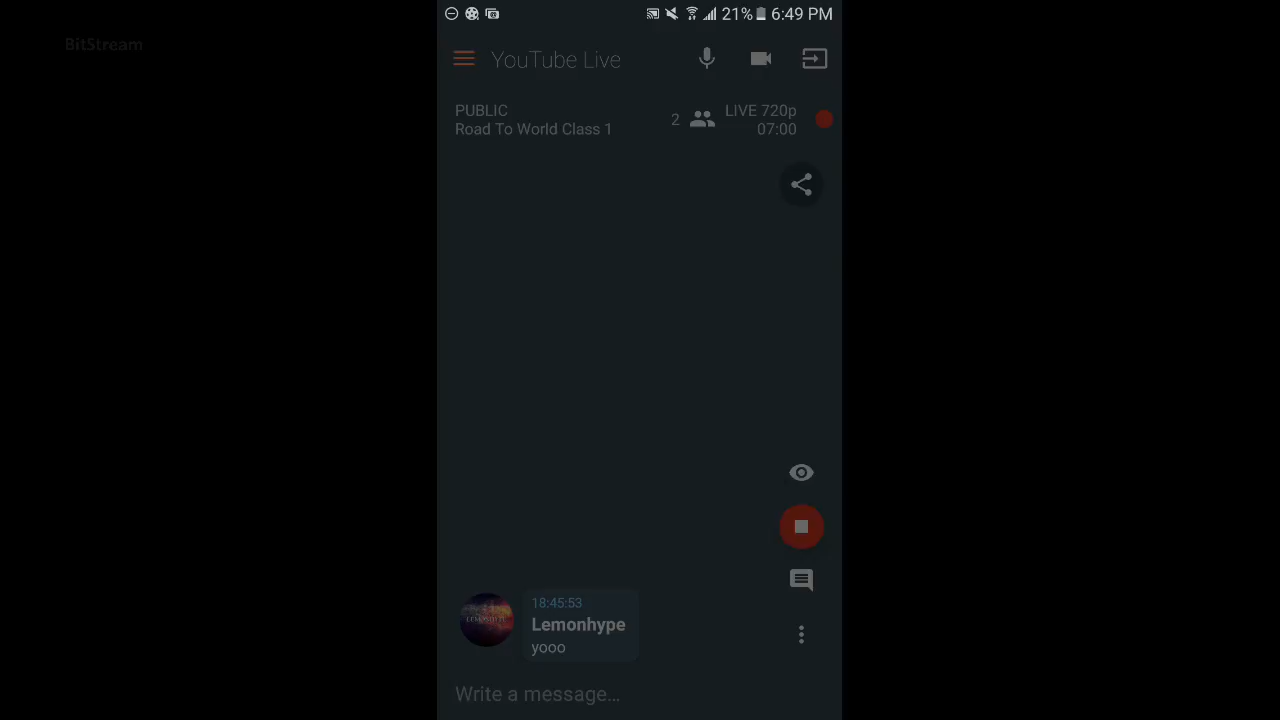 BitStream
21% 6:49 PM
YouTube Live
PUBLIC
Road To World Class 1
2
LIVE 720p
07:00
18:45:53
Lemonhype
yooo
Write a message...